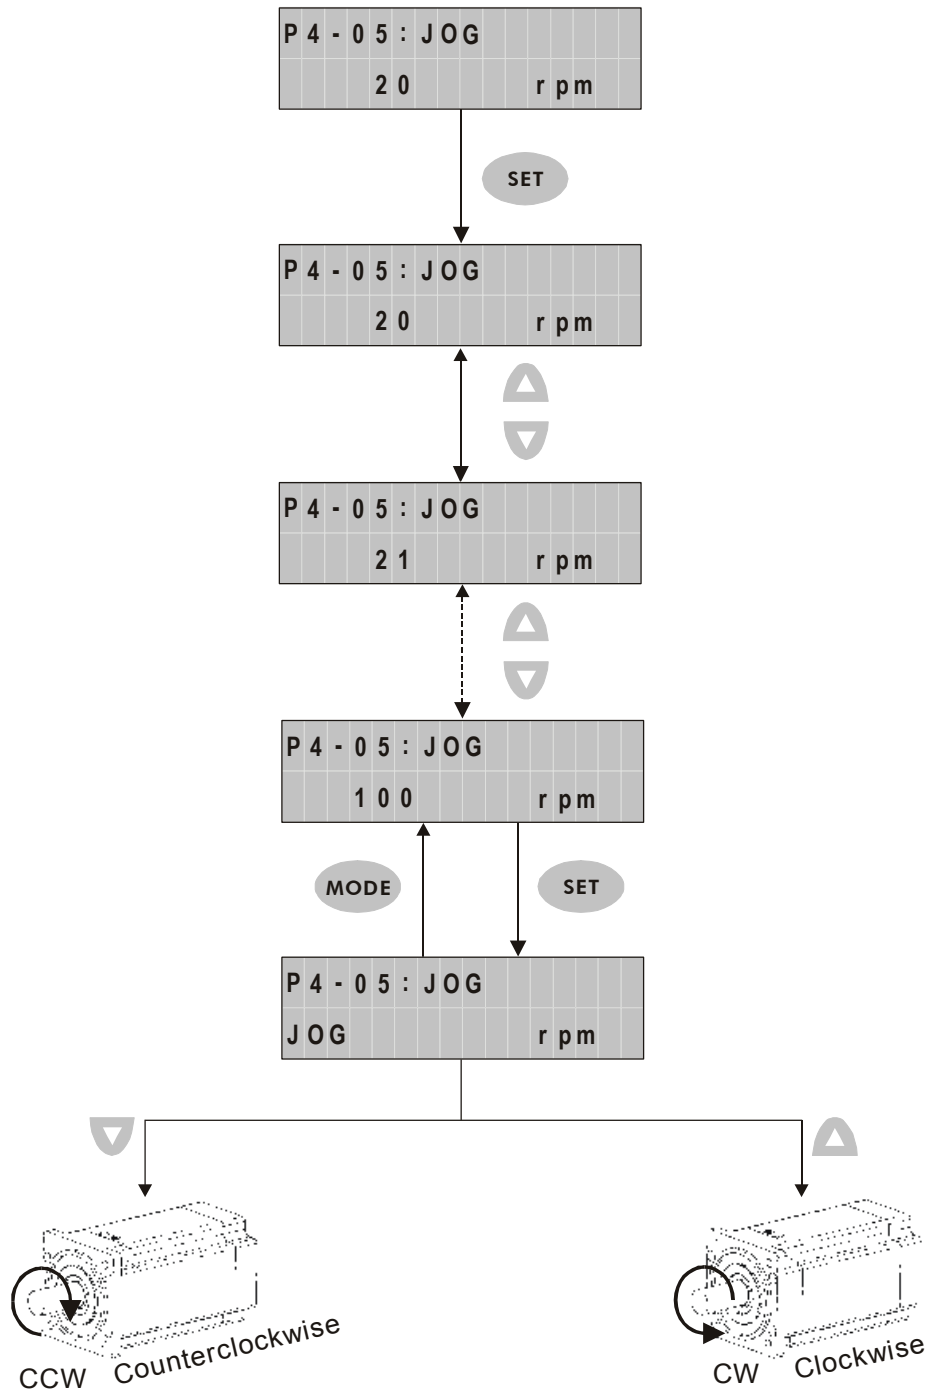 P4-05:JOG
20 rpm
SET
P4-05:JOG
20 rpm
P4-05:JOG
21 rpm
P4-05:JOG
100 rpm
MODE SET
P4-05:JOG
JOG rpm
CCW Counterclockwise
CW Clockwise